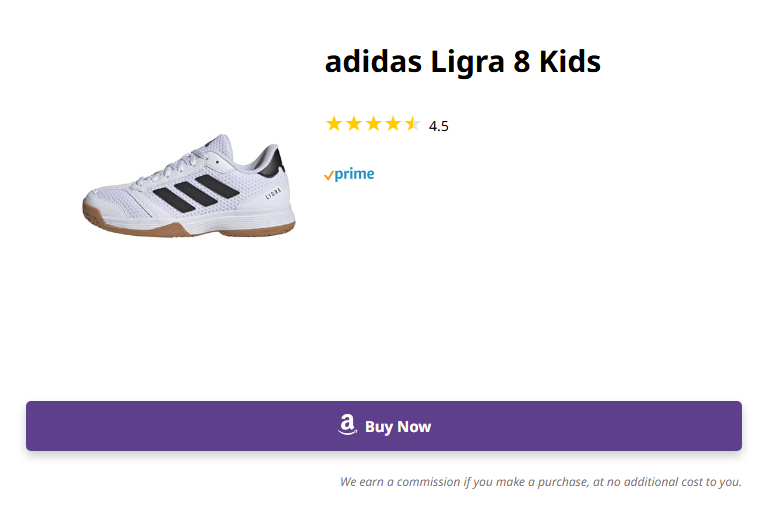 adidas Ligra 8 Kids
4.5
prime
LIGRA
Buy Now
We earn a commission if you make a purchase, at no additional cost to you.